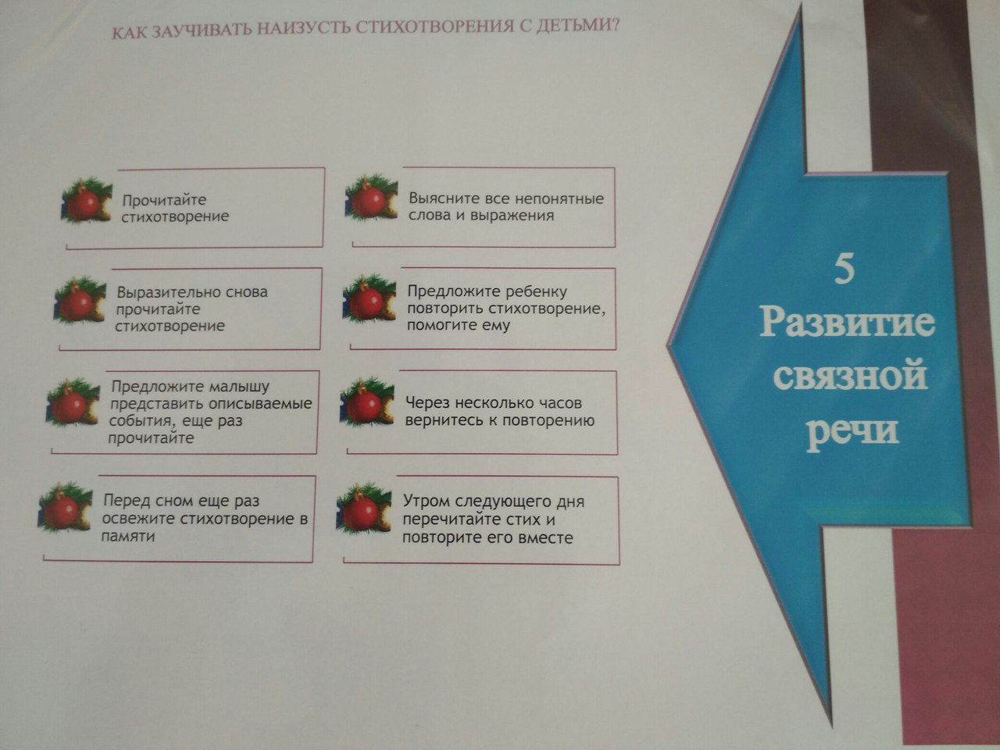 КАК ЗАУЧИВАТЬ НАИЗУСТЬ СТИХОТВОРЕНИЯ С ДЕТЬМИ?
Прочитайте
стихотворение
Выясните все непонятные
слова и выражения
Выразительно снова
прочитайте
стихотворение
Предложите ребенку
повторить стихотворение,
помогите ему
Предложите малышу
представить описываемые
события, еще раз
прочитайте
Через несколько часов
вернитесь к повторению
Перед сном еще раз
освежите стихотворение в
памяти
Утром следующего дня
перечитайте стих и
повторите его вместе
5
Развитие
связной
речи